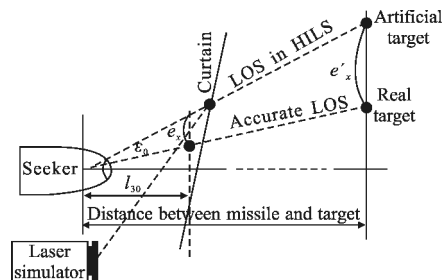 Artificial
target
Curtain
LOS in HILS
e′ₓ
eₓ
Accurate LOS
Real
target
Seeker
ε₀
l₃₀
Distance between missile and target
Laser
simulator